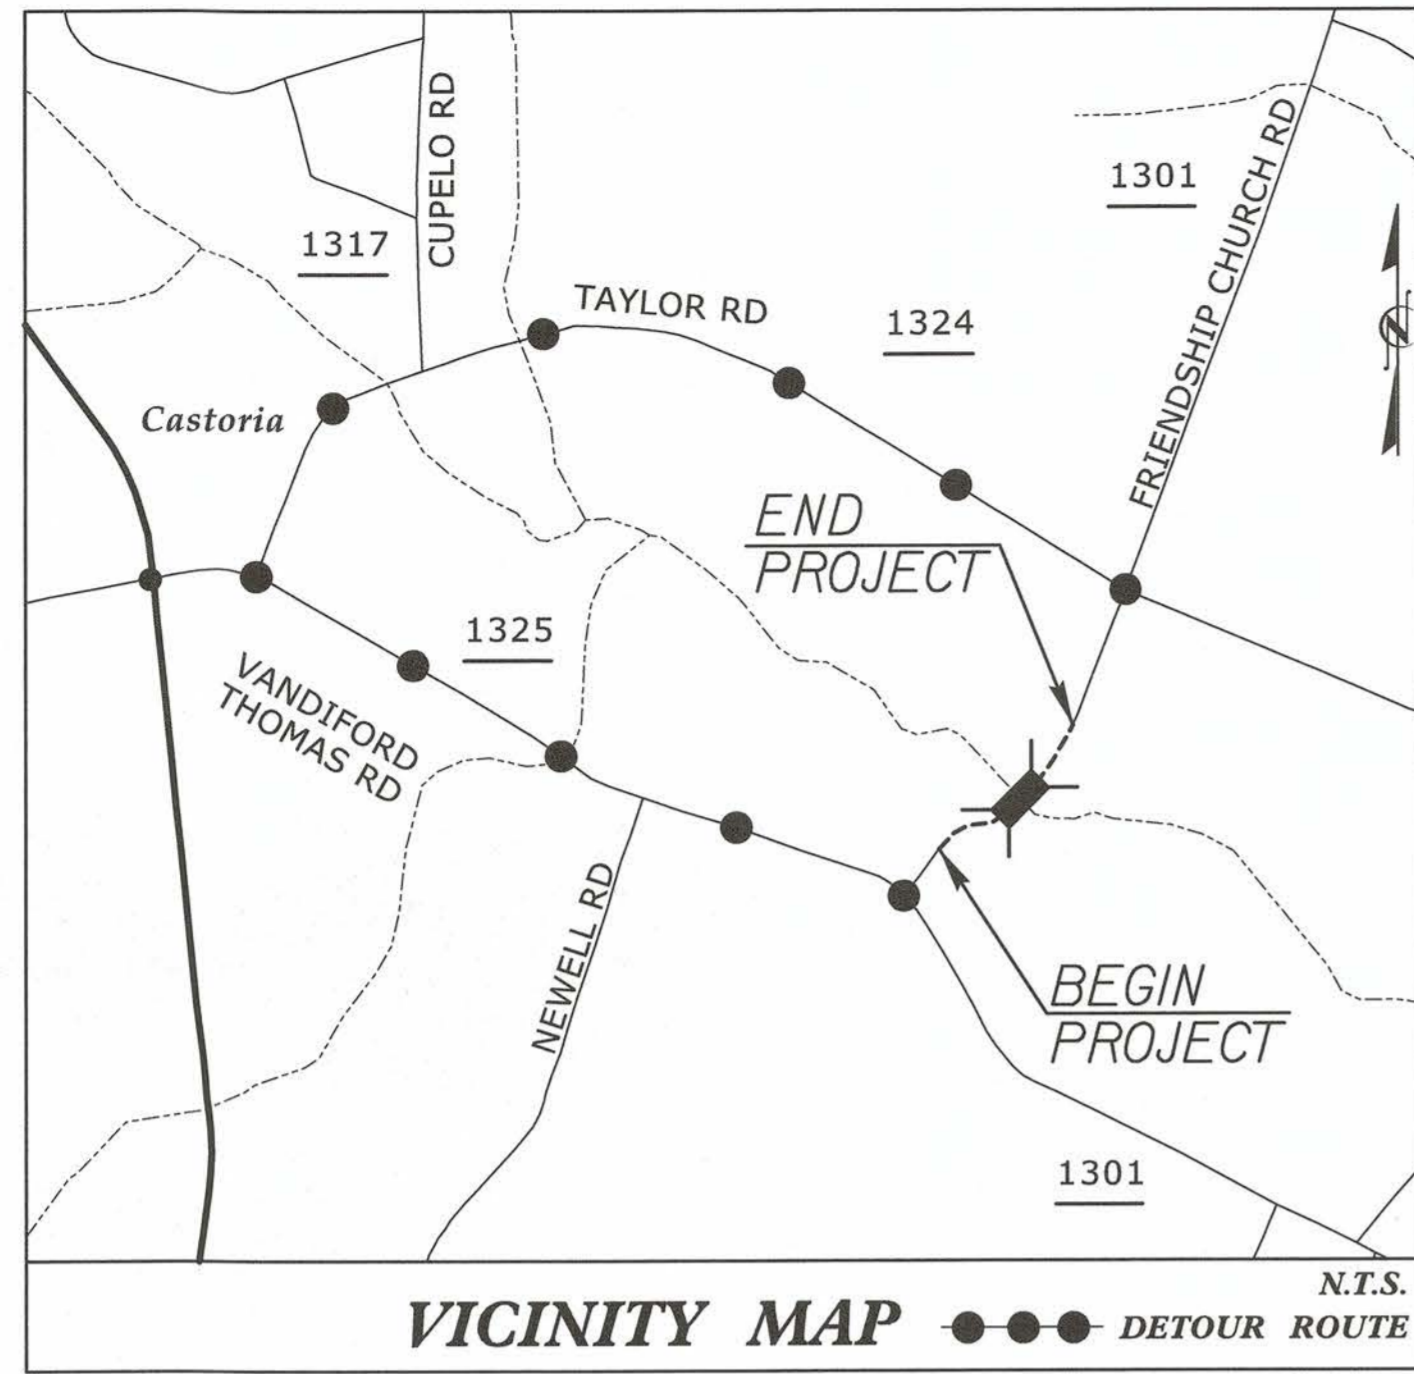 CUPELO RD
1301
FRIENDSHIP CHURCH RD
1317
TAYLOR RD
1324
N
Castoria
END
PROJECT
1325
VANDIFORD
THOMAS RD
NEWELL RD
BEGIN
PROJECT
1301
N.T.S.
VICINITY MAP
DETOUR ROUTE